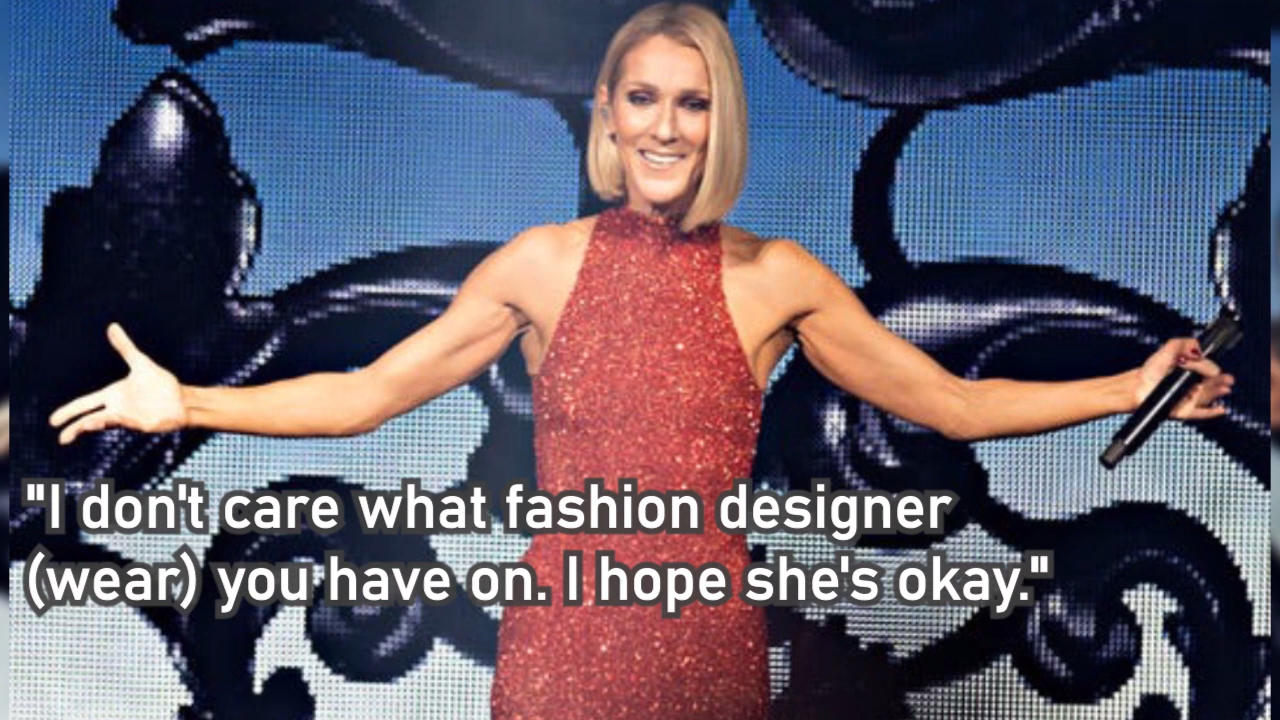 "I don't care what fashion designer
(wear) you have on. I hope she's okay."